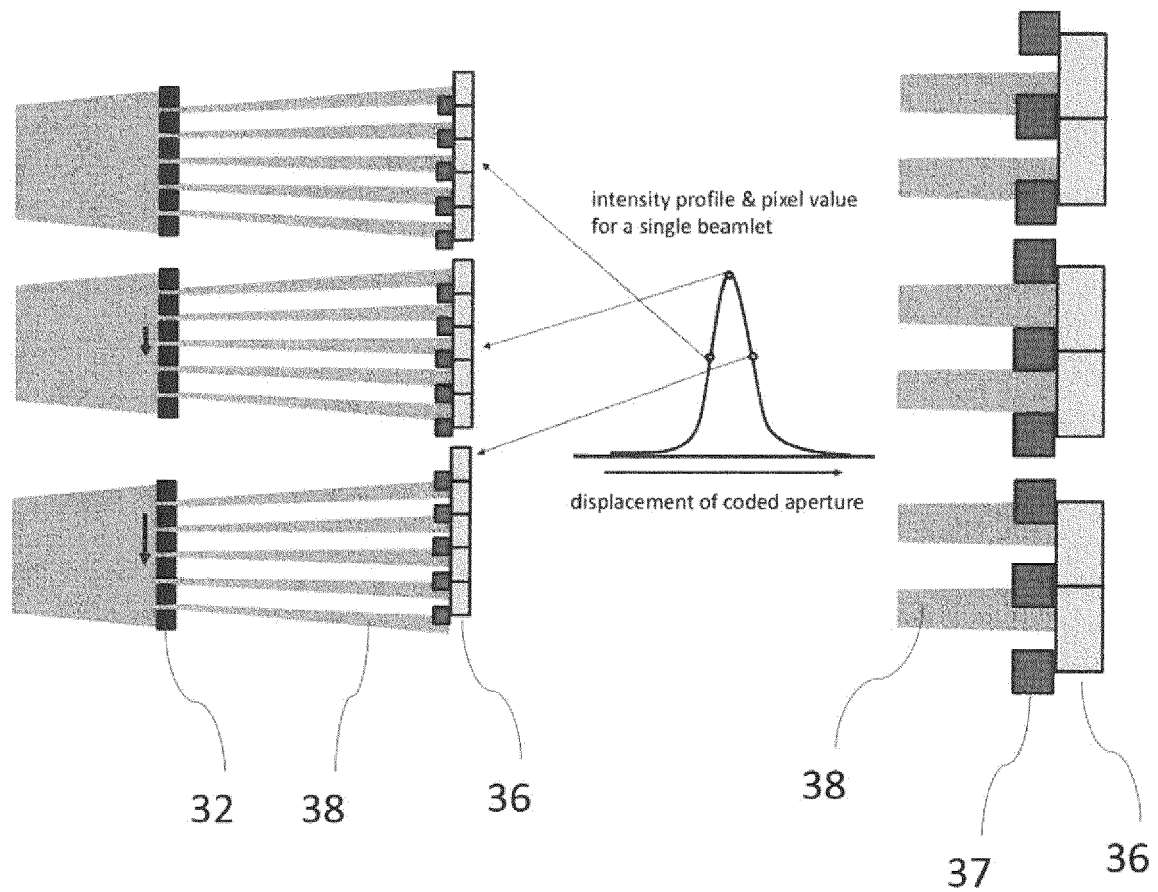 intensity profile & pixel value
for a single beamlet
displacement of coded aperture
32
38
36
38
37
36